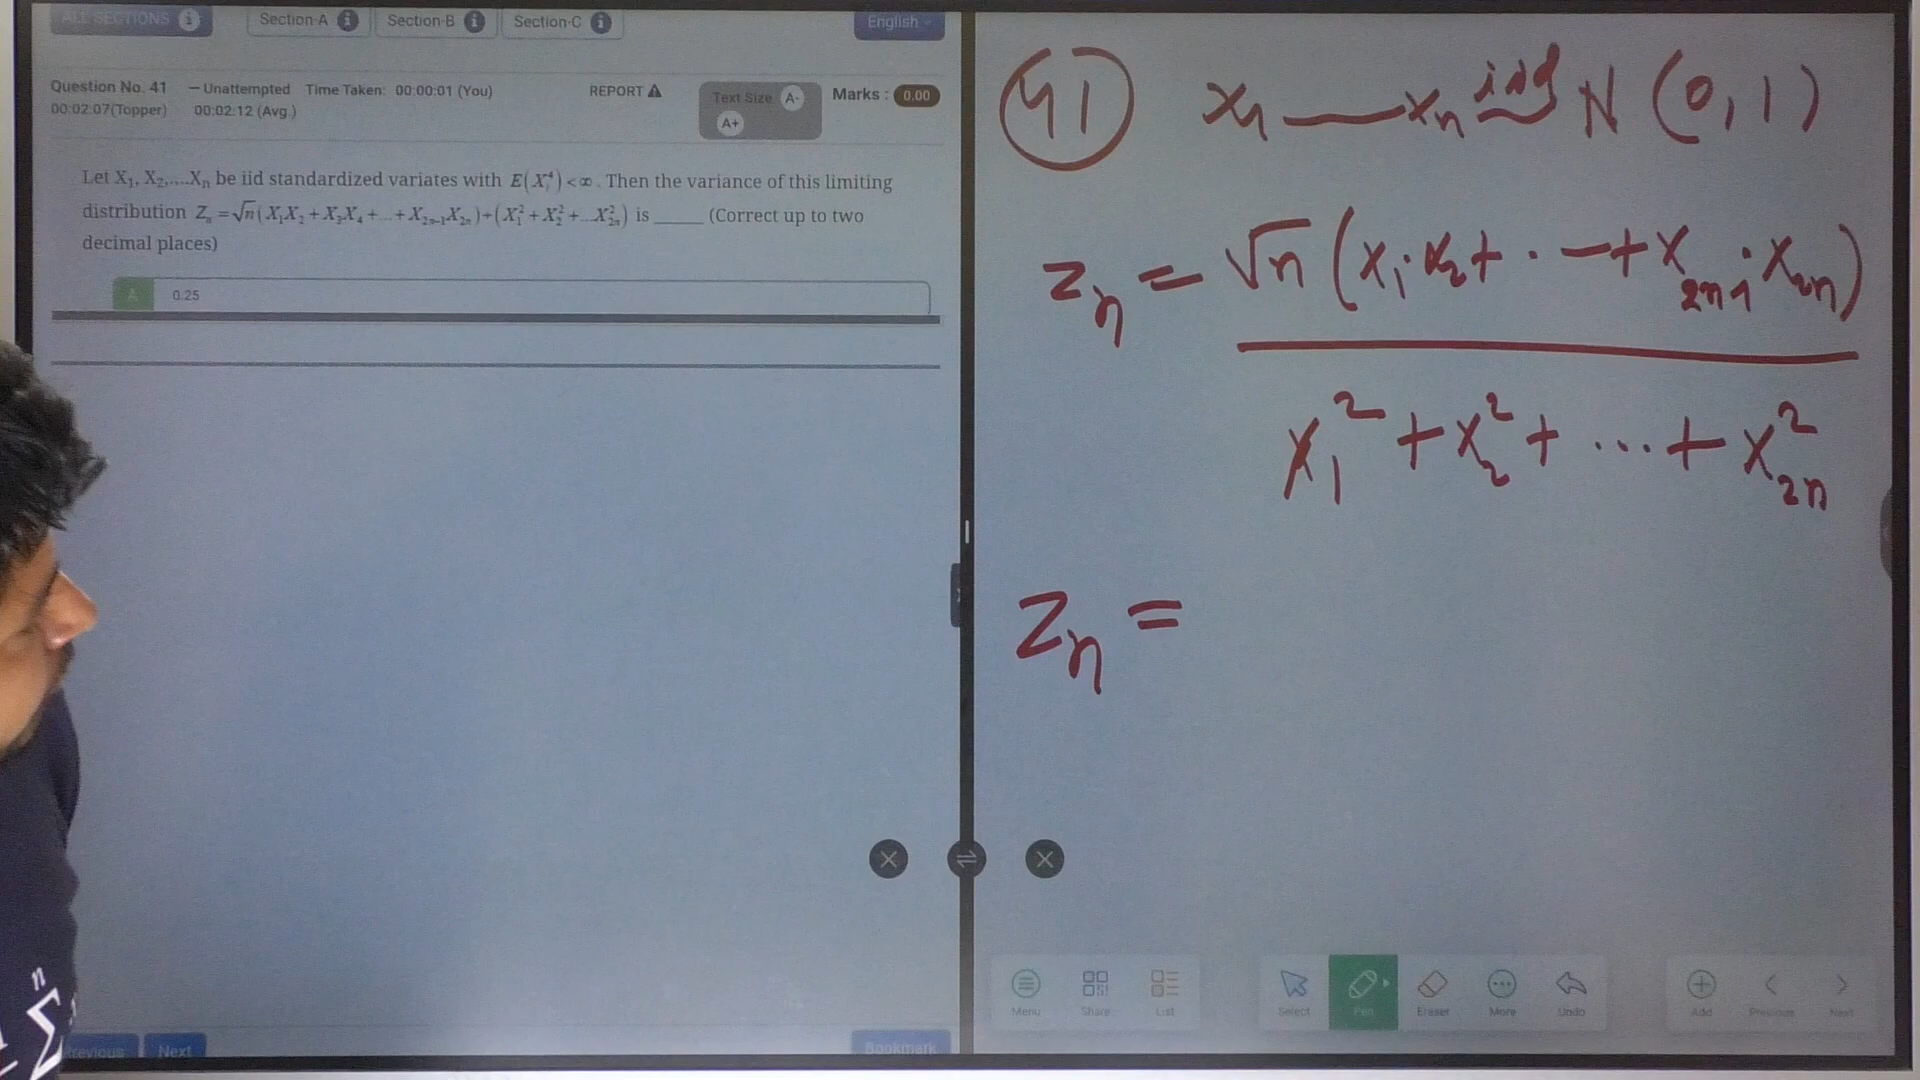 ALL SECTIONS Section-A Section-B Section-C English
Question No. 41 — Unattempted Time Taken: 00:00:01 (You) REPORT Text Size A- A+ Marks : 0.00
00:02:07(Topper) 00:02:12 (Avg.)
Let X₁, X₂,....Xₙ be iid standardized variates with E(Xᵢ⁴) < ∞ . Then the variance of this limiting
distribution Zₙ = √n(X₁X₂ + X₃X₄ + ... + X₂ₙ₋₁X₂ₙ) ÷ (X₁² + X₂² + ...X₂ₙ²) is _____ (Correct up to two
decimal places)
A 0.25
Previous Next Bookmark
41 x₁ — xₙ iid ~ N (0,1)
Zₙ = √n (x₁·x₂ + · — + x₂ₙ₋₁·x₂ₙ)
x₁² + x₂² + ... + x₂ₙ²
Zₙ =
Menu Share List Select Pen Eraser More Undo Add Previous Next
n
Σ